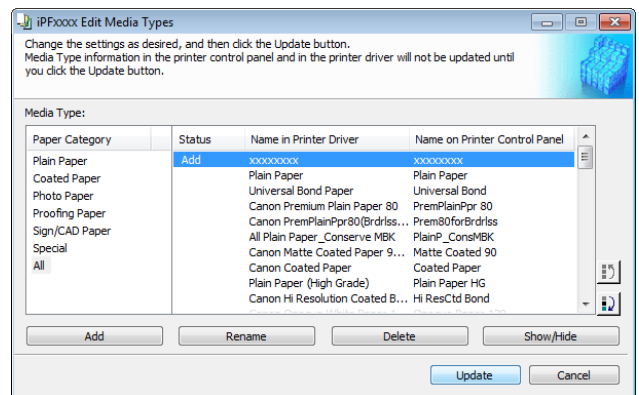 iPFxxxx Edit Media Types
Change the settings as desired, and then click the Update button.
Media Type information in the printer control panel and in the printer driver will not be updated until
you click the Update button.
Media Type:
Paper Category Status Name in Printer Driver Name on Printer Control Panel
Add xxxxxxxx xxxxxxxx
Plain Paper Plain Paper Plain Paper
Coated Paper Universal Bond Paper Universal Bond
Photo Paper Canon Premium Plain Paper 80 PremPlainPpr 80
Proofing Paper Canon PremPlainPpr80(Brdrlss... Prem80forBrdrlss
Sign/CAD Paper All Plain Paper_Conserve MBK PlainP_ConsMBK
Special Canon Matte Coated Paper 9... Matte Coated 90
All Canon Coated Paper Coated Paper
Plain Paper (High Grade) Plain Paper HG
Canon Hi Resolution Coated B... Hi ResCtd Bond
Add Rename Delete Show/Hide
Update Cancel